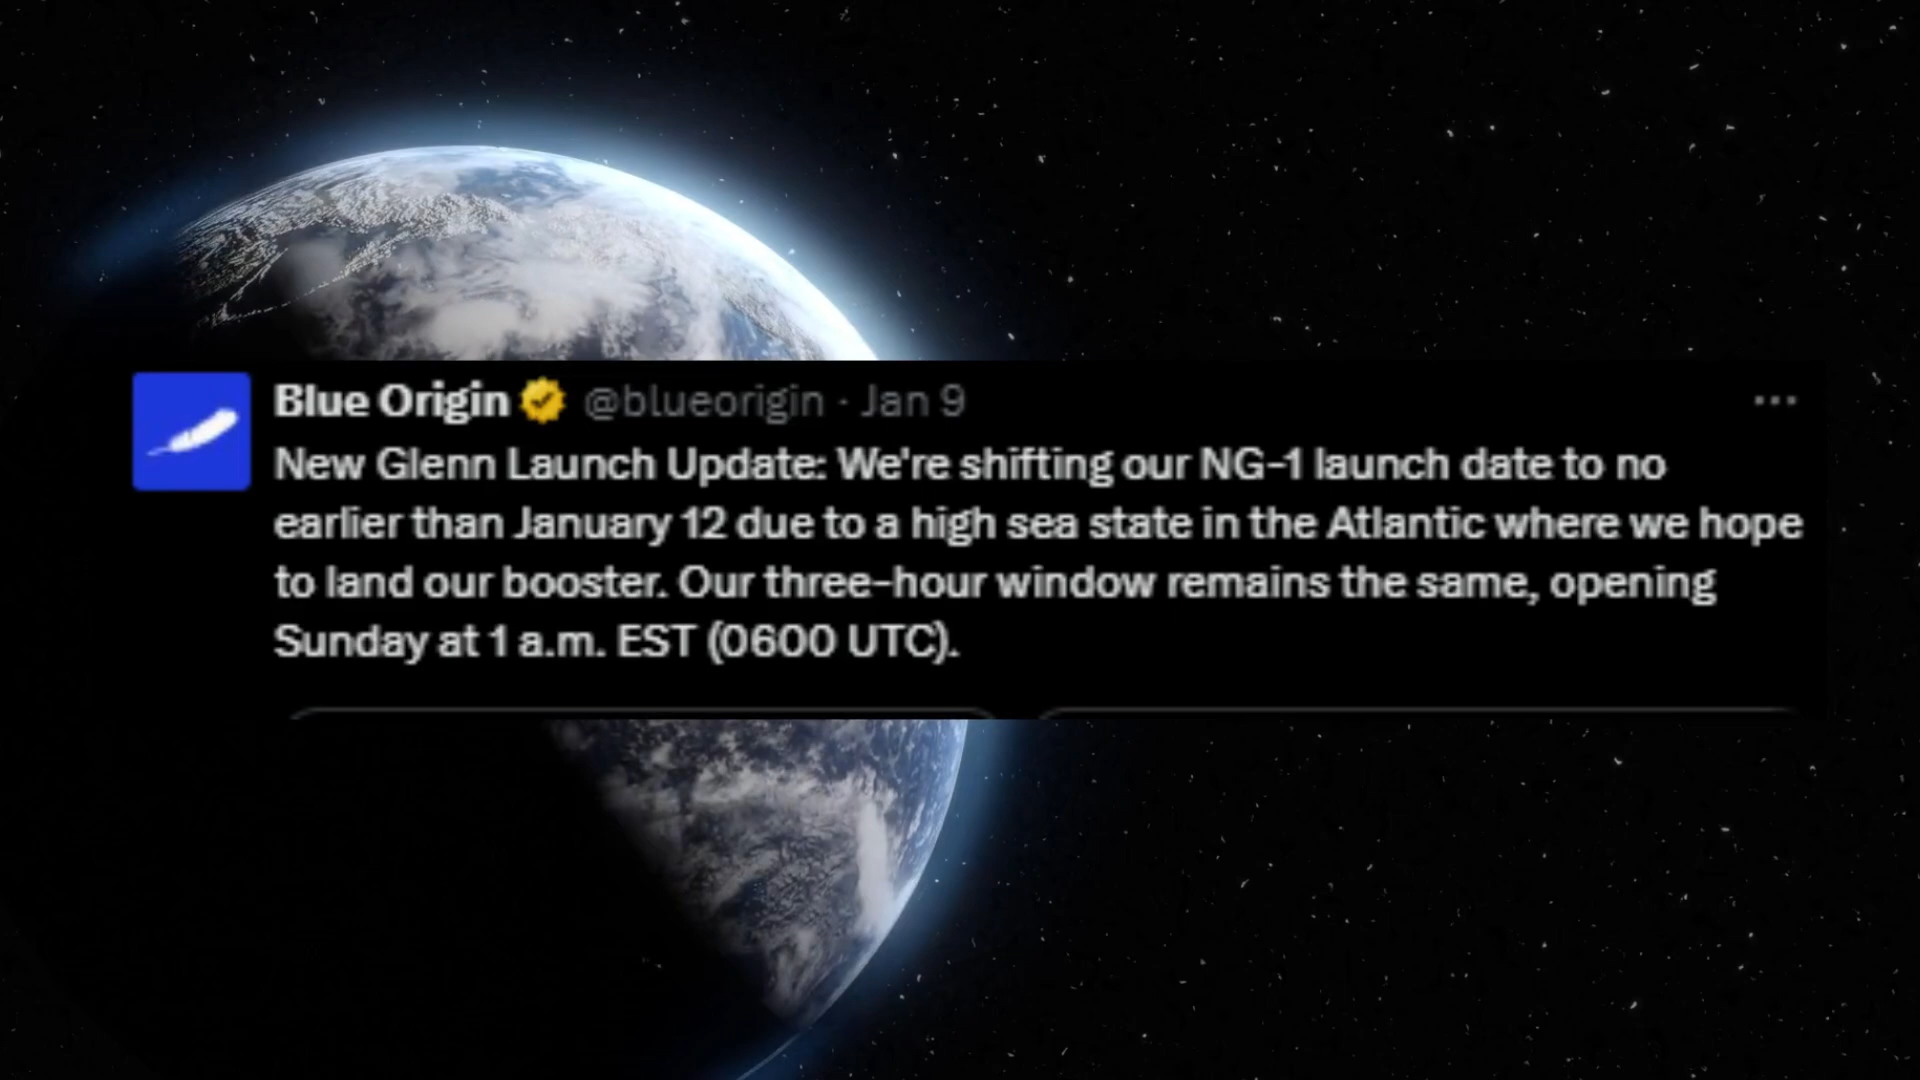 Blue Origin @blueorigin · Jan 9
New Glenn Launch Update: We're shifting our NG-1 launch date to no
earlier than January 12 due to a high sea state in the Atlantic where we hope
to land our booster. Our three-hour window remains the same, opening
Sunday at 1 a.m. EST (0600 UTC).